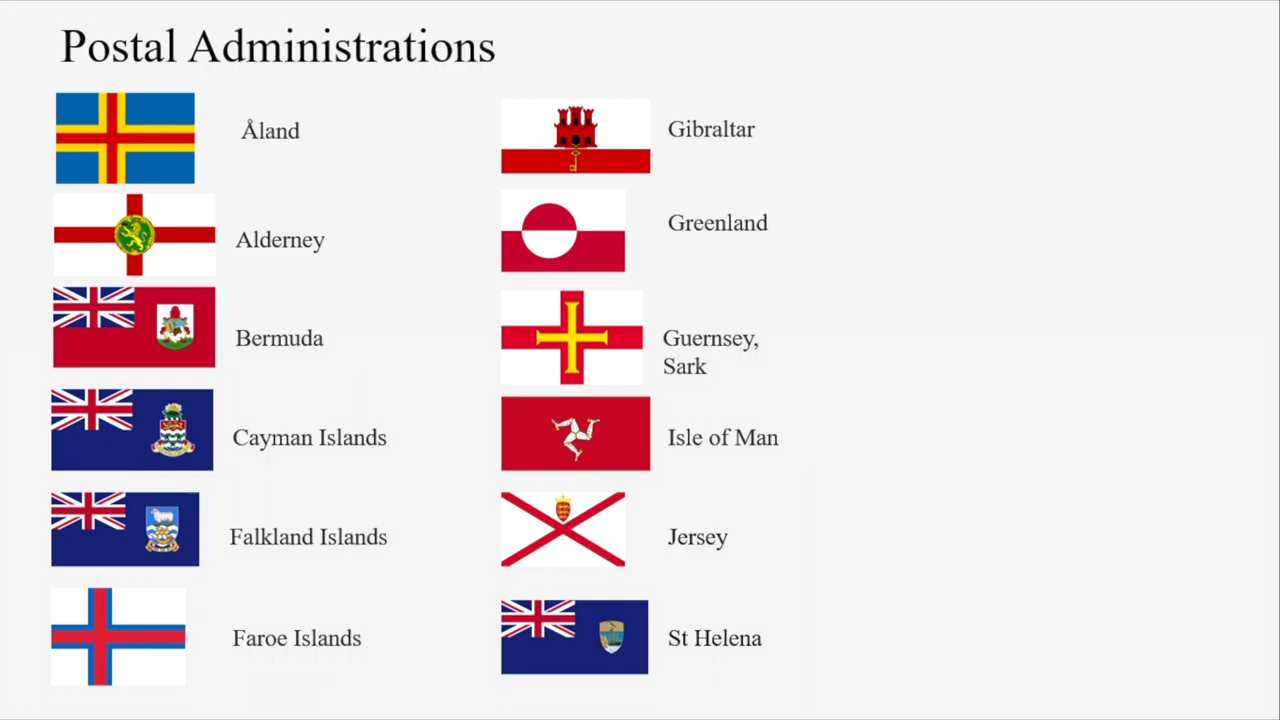 Postal Administrations
Åland
Alderney
Bermuda
Cayman Islands
Falkland Islands
Faroe Islands
Gibraltar
Greenland
Guernsey,
Sark
Isle of Man
Jersey
St Helena